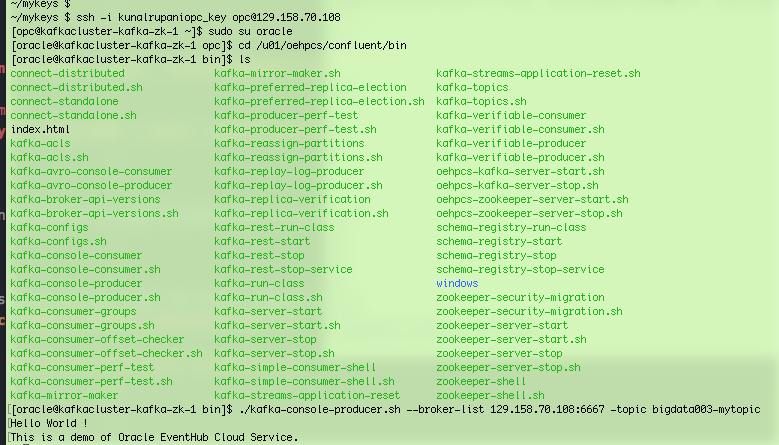 ~/mykeys $
~/mykeys $ ssh -i kunalrupaniopc_key opc@129.158.70.108
[opc@kafkacluster-kafka-zk-1 ~]$ sudo su oracle
[oracle@kafkacluster-kafka-zk-1 opc]$ cd /u01/oehpcs/confluent/bin
[oracle@kafkacluster-kafka-zk-1 bin]$ ls
connect-distributed kafka-mirror-maker.sh kafka-streams-application-reset.sh
connect-distributed.sh kafka-preferred-replica-election kafka-topics
connect-standalone kafka-preferred-replica-election.sh kafka-topics.sh
connect-standalone.sh kafka-producer-perf-test kafka-verifiable-consumer
index.html kafka-producer-perf-test.sh kafka-verifiable-consumer.sh
kafka-acls kafka-reassign-partitions kafka-verifiable-producer
kafka-acls.sh kafka-reassign-partitions.sh kafka-verifiable-producer.sh
kafka-avro-console-consumer kafka-replay-log-producer oehpcs-kafka-server-start.sh
kafka-avro-console-producer kafka-replay-log-producer.sh oehpcs-kafka-server-stop.sh
kafka-broker-api-versions kafka-replica-verification oehpcs-zookeeper-server-start.sh
kafka-broker-api-versions.sh kafka-replica-verification.sh oehpcs-zookeeper-server-stop.sh
kafka-configs kafka-rest-run-class schema-registry-run-class
kafka-configs.sh kafka-rest-start schema-registry-start
kafka-console-consumer kafka-rest-stop schema-registry-stop
kafka-console-consumer.sh kafka-rest-stop-service schema-registry-stop-service
kafka-console-producer kafka-run-class windows
kafka-console-producer.sh kafka-run-class.sh zookeeper-security-migration
kafka-consumer-groups kafka-server-start zookeeper-security-migration.sh
kafka-consumer-groups.sh kafka-server-start.sh zookeeper-server-start
kafka-consumer-offset-checker kafka-server-stop zookeeper-server-start.sh
kafka-consumer-offset-checker.sh kafka-server-stop.sh zookeeper-server-stop
kafka-consumer-perf-test kafka-simple-consumer-shell zookeeper-server-stop.sh
kafka-consumer-perf-test.sh kafka-simple-consumer-shell.sh zookeeper-shell
kafka-mirror-maker kafka-streams-application-reset zookeeper-shell.sh
[oracle@kafkacluster-kafka-zk-1 bin]$ ./kafka-console-producer.sh --broker-list 129.158.70.108:6667 -topic bigdata003-mytopic
Hello World !
This is a demo of Oracle EventHub Cloud Service.